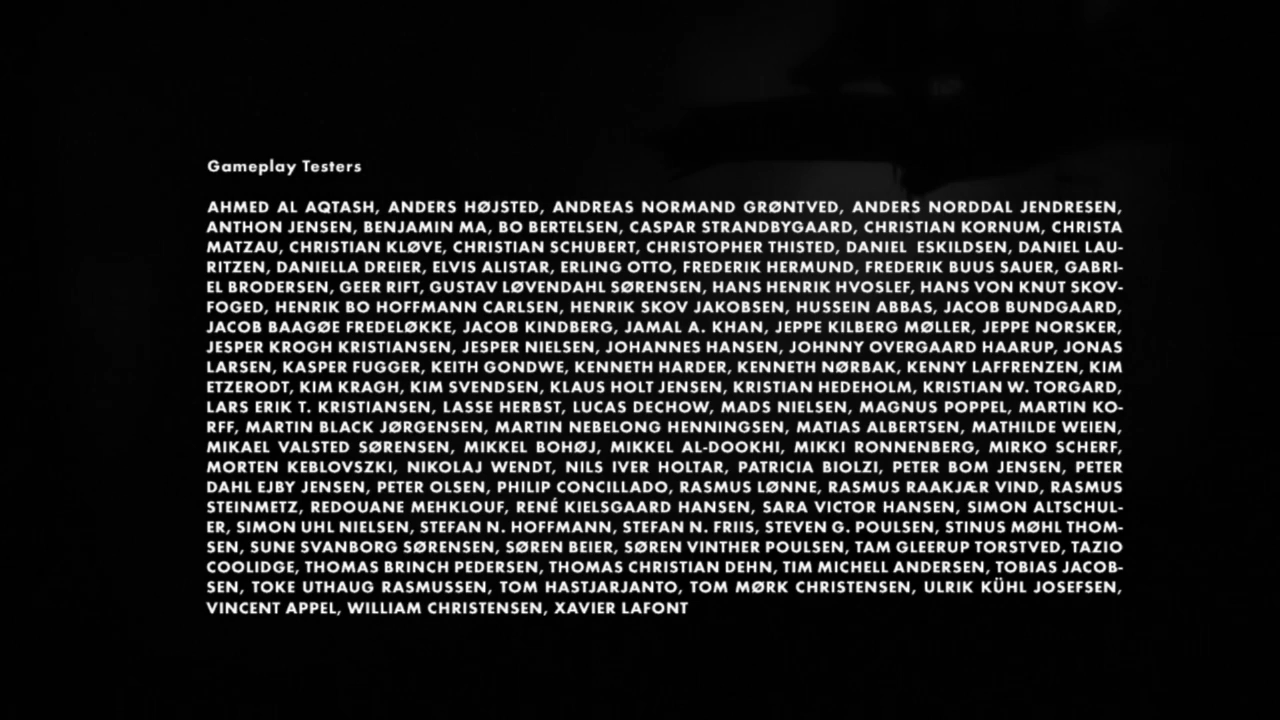 Gameplay Testers
AHMED AL AQTASH, ANDERS HØJSTED, ANDREAS NORMAND GRØNTVED, ANDERS NORDDAL JENDRESEN,
ANTHON JENSEN, BENJAMIN MA, BO BERTELSEN, CASPAR STRANDBYGAARD, CHRISTIAN KORNUM, CHRISTA
MATZAU, CHRISTIAN KLØVE, CHRISTIAN SCHUBERT, CHRISTOPHER THISTED, DANIEL ESKILDSEN, DANIEL LAU-
RITZEN, DANIELLA DREIER, ELVIS ALISTAR, ERLING OTTO, FREDERIK HERMUND, FREDERIK BUUS SAUER, GABRI-
EL BRODERSEN, GEER RIFT, GUSTAV LØVENDAHL SØRENSEN, HANS HENRIK HVOSLEF, HANS VON KNUT SKOV-
FOGED, HENRIK BO HOFFMANN CARLSEN, HENRIK SKOV JAKOBSEN, HUSSEIN ABBAS, JACOB BUNDGAARD,
JACOB BAAGØE FREDELØKKE, JACOB KINDBERG, JAMAL A. KHAN, JEPPE KILBERG MØLLER, JEPPE NORSKER,
JESPER KROGH KRISTIANSEN, JESPER NIELSEN, JOHANNES HANSEN, JOHNNY OVERGAARD HAARUP, JONAS
LARSEN, KASPER FUGGER, KEITH GONDWE, KENNETH HARDER, KENNETH NØRBAK, KENNY LAFFRENZEN, KIM
ETZERODT, KIM KRAGH, KIM SVENDSEN, KLAUS HOLT JENSEN, KRISTIAN HEDEHOLM, KRISTIAN W. TORGARD,
LARS ERIK T. KRISTIANSEN, LASSE HERBST, LUCAS DECHOW, MADS NIELSEN, MAGNUS POPPEL, MARTIN KO-
RFF, MARTIN BLACK JØRGENSEN, MARTIN NEBELONG HENNINGSEN, MATIAS ALBERTSEN, MATHILDE WEIEN,
MIKAEL VALSTED SØRENSEN, MIKKEL BOHØJ, MIKKEL AL-DOOKHI, MIKKI RONNENBERG, MIRKO SCHERF,
MORTEN KEBLOVSZKI, NIKOLAJ WENDT, NILS IVER HOLTAR, PATRICIA BIOLZI, PETER BOM JENSEN, PETER
DAHL EJBY JENSEN, PETER OLSEN, PHILIP CONCILLADO, RASMUS LØNNE, RASMUS RAAKJÆR VIND, RASMUS
STEINMETZ, REDOUANE MEHKLOUF, RENÉ KIELSGAARD HANSEN, SARA VICTOR HANSEN, SIMON ALTSCHUL-
ER, SIMON UHL NIELSEN, STEFAN N. HOFFMANN, STEFAN N. FRIIS, STEVEN G. POULSEN, STINUS MØHL THOM-
SEN, SUNE SVANBORG SØRENSEN, SØREN BEIER, SØREN VINTHER POULSEN, TAM GLEERUP TORSTVED, TAZIO
COOLIDGE, THOMAS BRINCH PEDERSEN, THOMAS CHRISTIAN DEHN, TIM MICHELL ANDERSEN, TOBIAS JACOB-
SEN, TOKE UTHAUG RASMUSSEN, TOM HASTJARJANTO, TOM MØRK CHRISTENSEN, ULRIK KÜHL JOSEFSEN,
VINCENT APPEL, WILLIAM CHRISTENSEN, XAVIER LAFONT